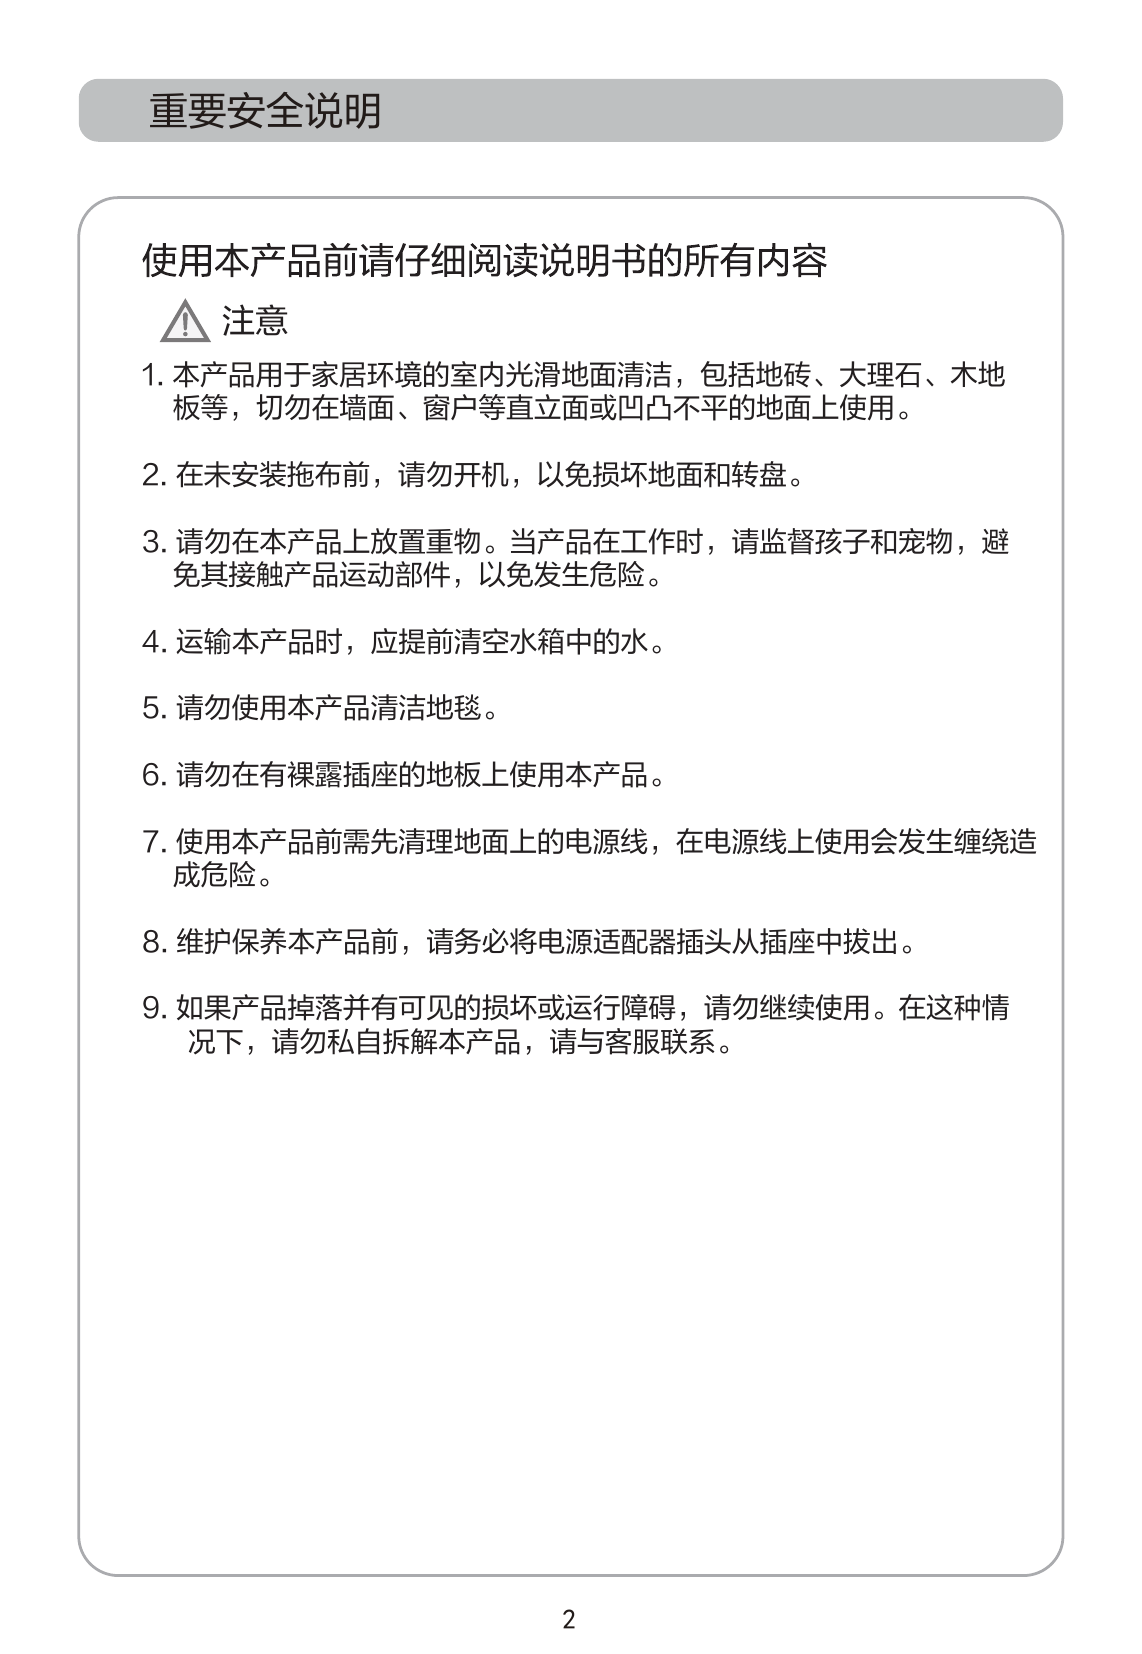 重要安全说明
使用本产品前请仔细阅读说明书的所有内容
注意
1. 本产品用于家居环境的室内光滑地面清洁，包括地砖、大理石、木地
板等，切勿在墙面、窗户等直立面或凹凸不平的地面上使用。
2. 在未安装拖布前，请勿开机，以免损坏地面和转盘。
3. 请勿在本产品上放置重物。当产品在工作时，请监督孩子和宠物，避
免其接触产品运动部件，以免发生危险。
4. 运输本产品时，应提前清空水箱中的水。
5. 请勿使用本产品清洁地毯。
6. 请勿在有裸露插座的地板上使用本产品。
7. 使用本产品前需先清理地面上的电源线，在电源线上使用会发生缠绕造
成危险。
8. 维护保养本产品前，请务必将电源适配器插头从插座中拔出。
9. 如果产品掉落并有可见的损坏或运行障碍，请勿继续使用。在这种情
况下，请勿私自拆解本产品，请与客服联系。
2